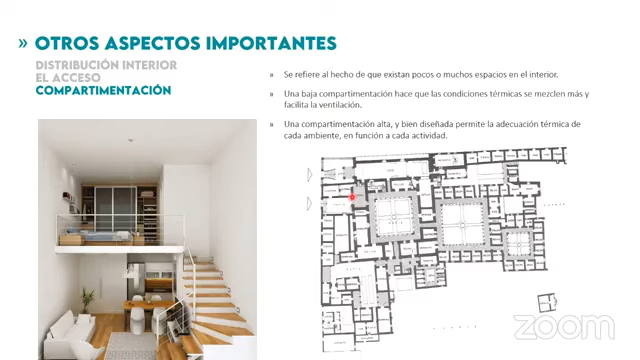 » OTROS ASPECTOS IMPORTANTES
DISTRIBUCIÓN INTERIOR
EL ACCESO
COMPARTIMENTACIÓN
» Se refiere al hecho de que existan pocos o muchos espacios en el interior.
» Una baja compartimentación hace que las condiciones térmicas se mezclen más y
facilita la ventilación.
» Una compartimentación alta, y bien diseñada permite la adecuación térmica de
cada ambiente, en función a cada actividad.
zoom